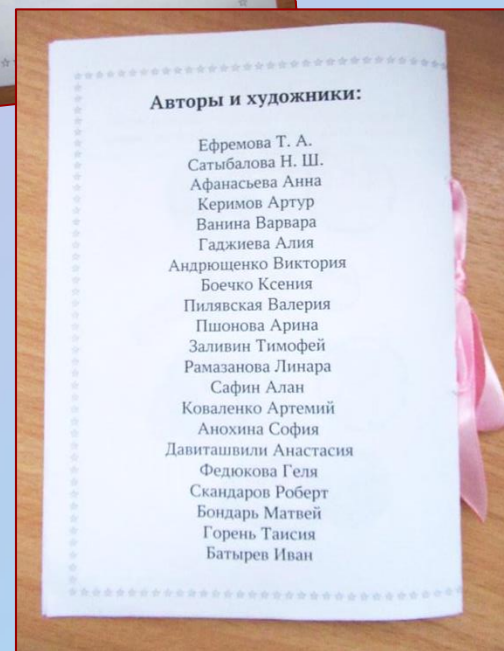 Авторы и художники:
Ефремова Т. А.
Сатыбалова Н. Ш.
Афанасьева Анна
Керимов Артур
Ванина Варвара
Гаджиева Алия
Андрющенко Виктория
Боечко Ксения
Пилявская Валерия
Пшонова Арина
Заливин Тимофей
Рамазанова Линара
Сафин Алан
Коваленко Артемий
Анохина София
Давиташвили Анастасия
Федюкова Геля
Скандаров Роберт
Бондарь Матвей
Горень Таисия
Батырев Иван